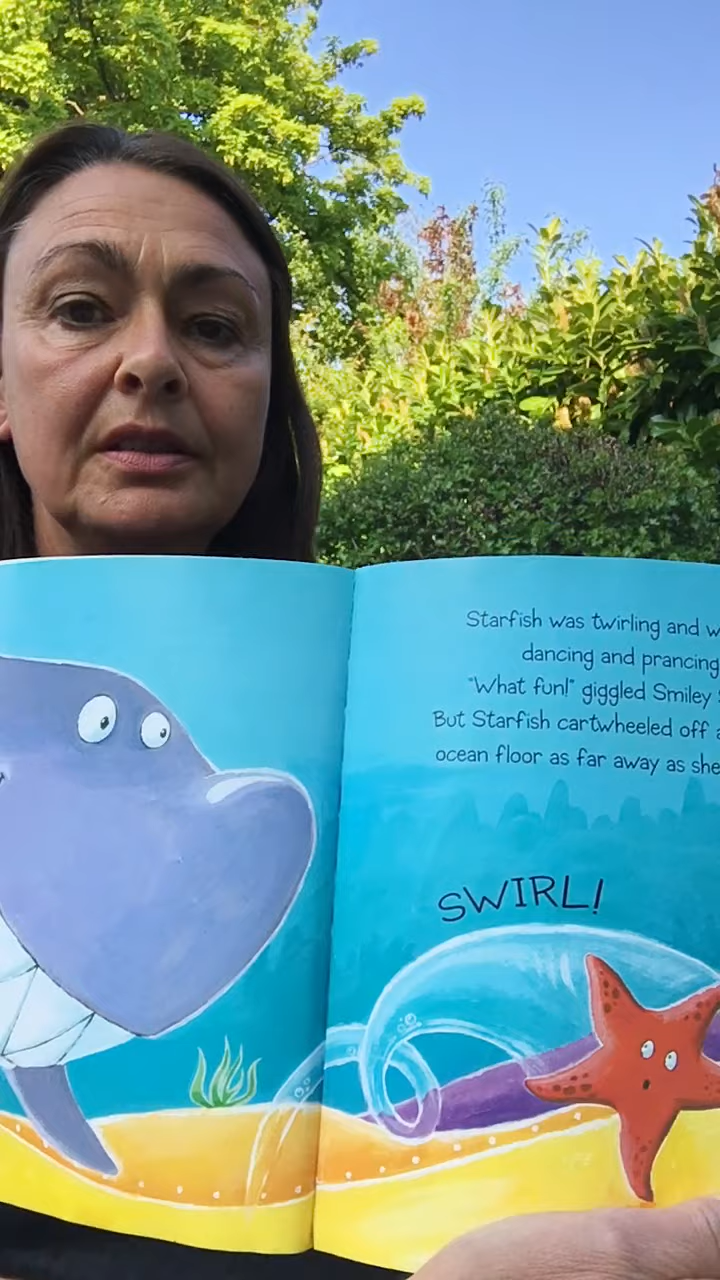 Starfish was twirling and
dancing and prancing
"What fun!" giggled Smiley
But Starfish cartwheeled off
ocean floor as far away as she
SWIRL!